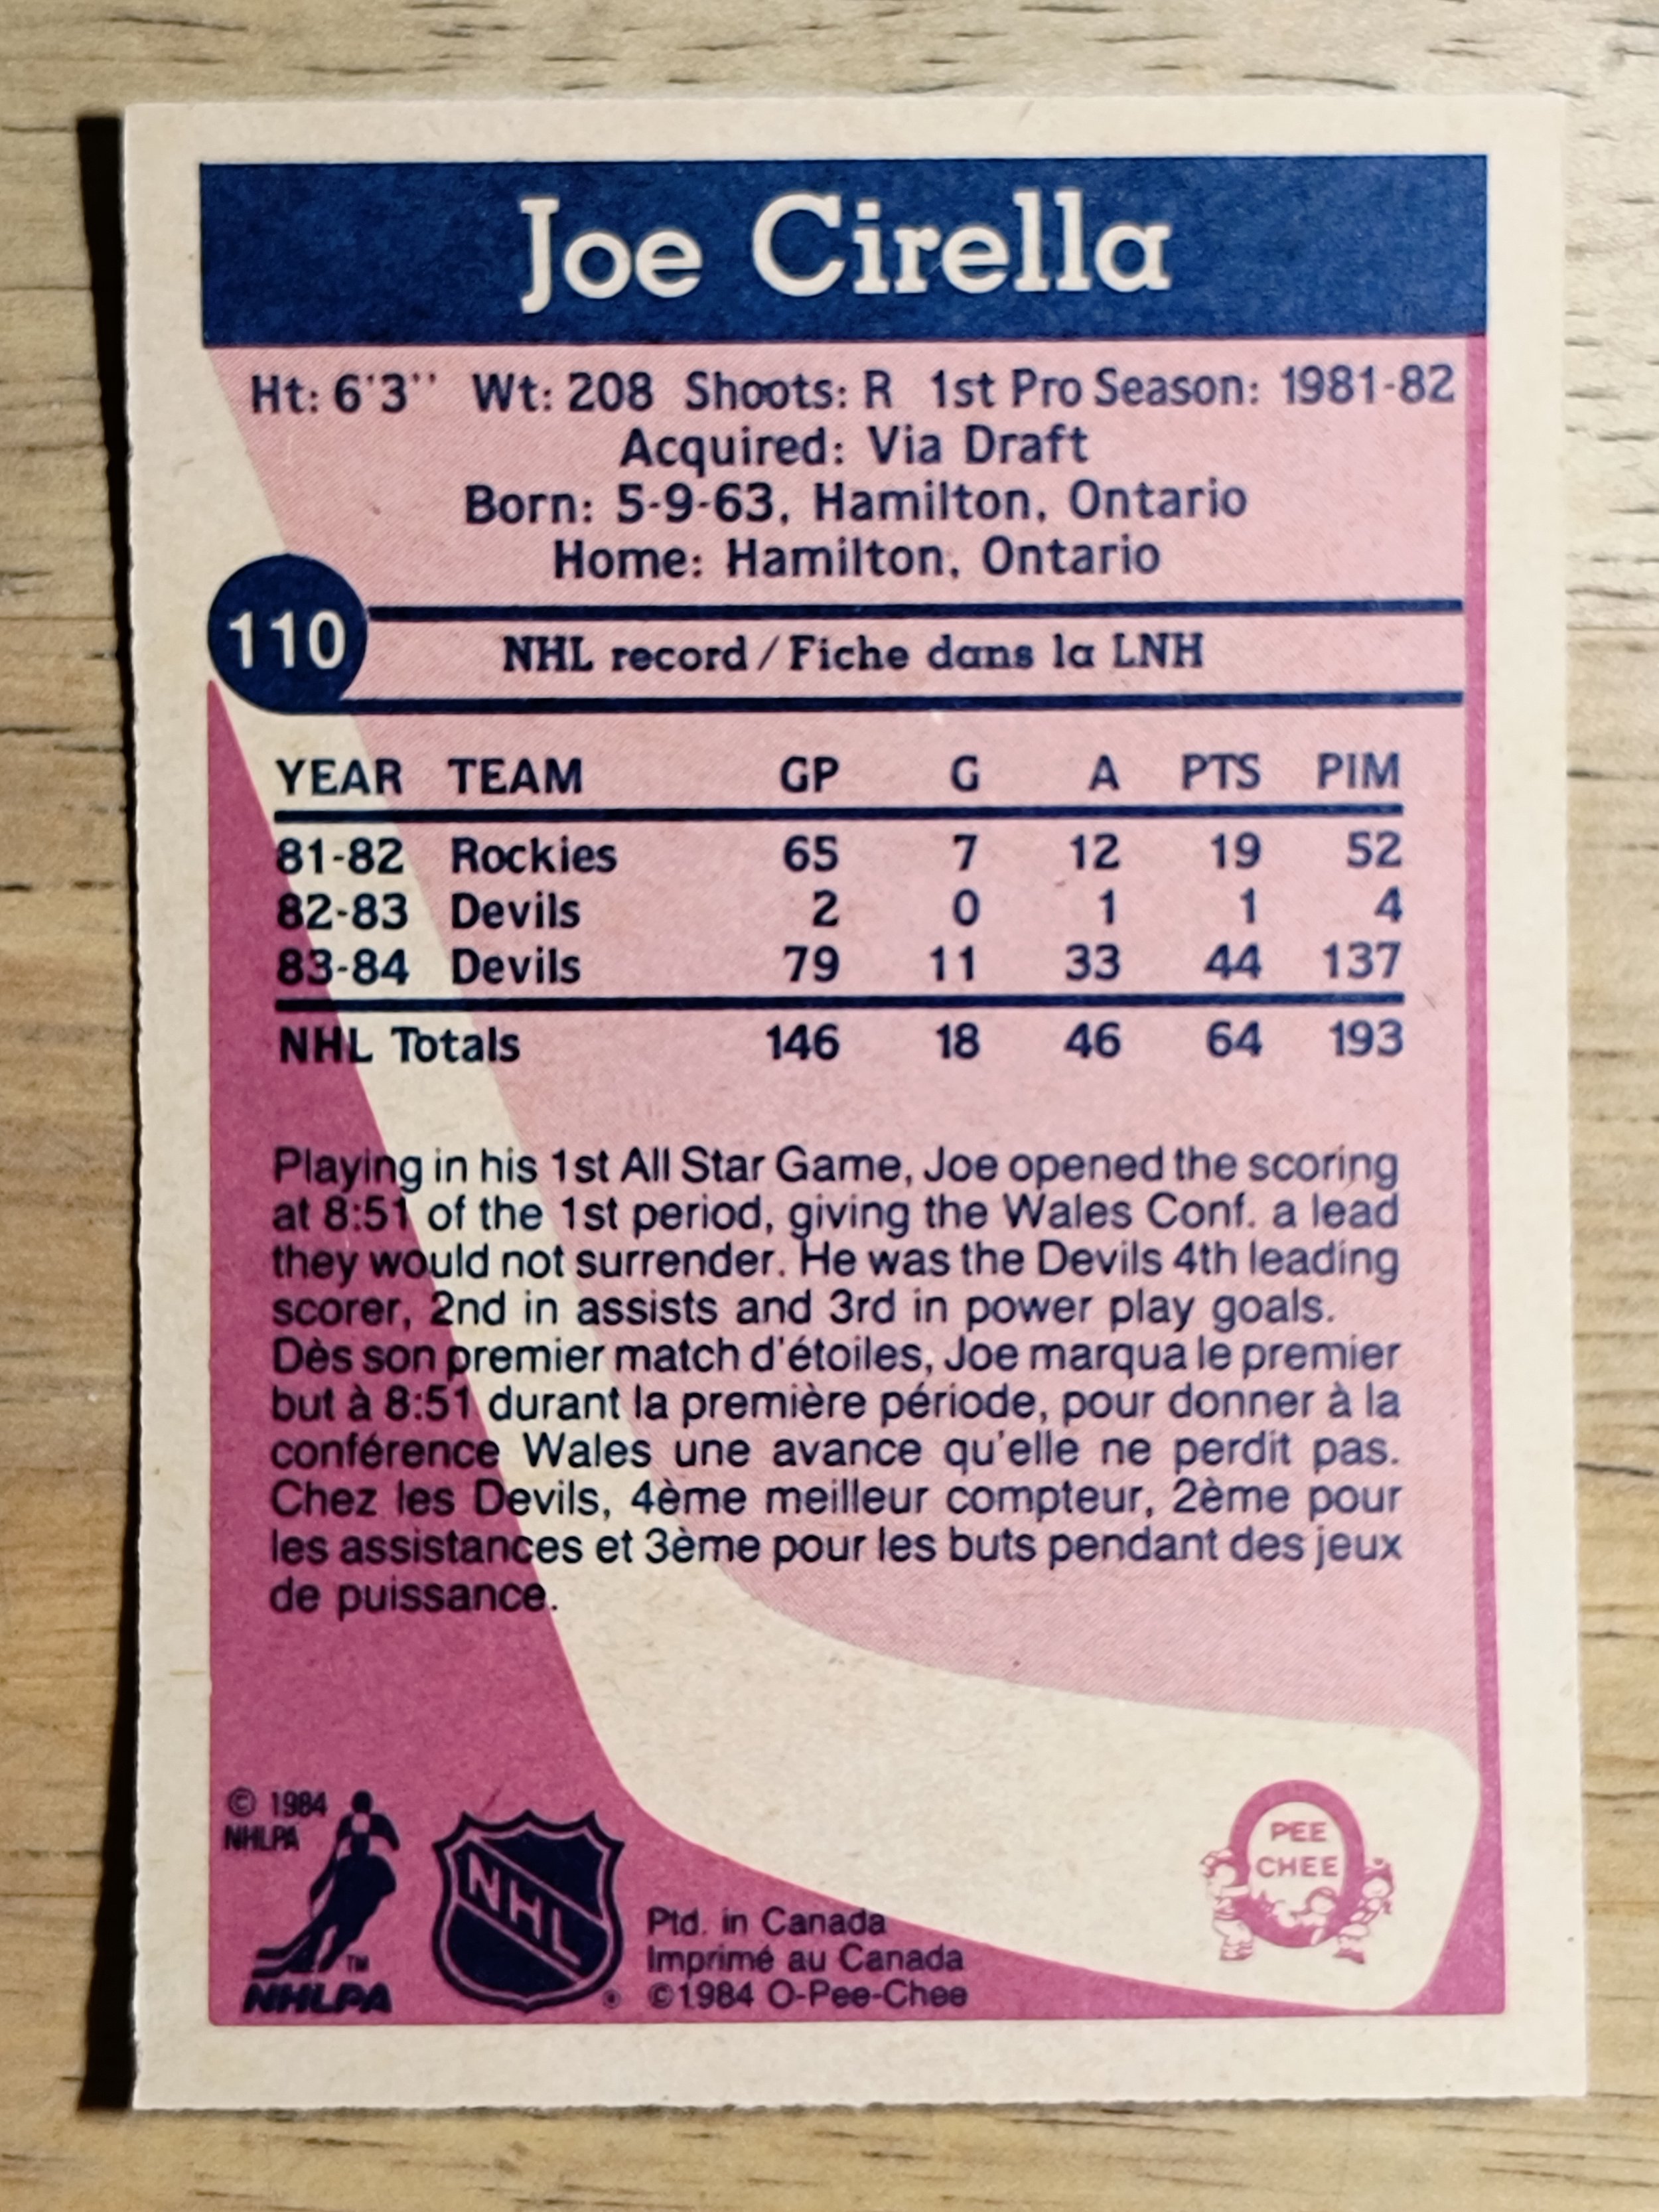 Joe Cirella
Ht: 6'3'' Wt: 208 Shoots: R 1st Pro Season: 1981-82
Acquired: Via Draft
Born: 5-9-63, Hamilton, Ontario
Home: Hamilton, Ontario
110
NHL record / Fiche dans la LNH
YEAR TEAM GP G A PTS PIM
81-82 Rockies 65 7 12 19 52
82-83 Devils 2 0 1 1 4
83-84 Devils 79 11 33 44 137
NHL Totals 146 18 46 64 193
Playing in his 1st All Star Game, Joe opened the scoring
at 8:51 of the 1st period, giving the Wales Conf. a lead
they would not surrender. He was the Devils 4th leading
scorer, 2nd in assists and 3rd in power play goals.
Dès son premier match d'étoiles, Joe marqua le premier
but à 8:51 durant la première période, pour donner à la
conférence Wales une avance qu'elle ne perdit pas.
Chez les Devils, 4ème meilleur compteur, 2ème pour
les assistances et 3ème pour les buts pendant des jeux
de puissance.
© 1984
NHLPA
TM
NHLPA
NHL
®
Ptd. in Canada
Imprimé au Canada
©1984 O-Pee-Chee
PEE
CHEE